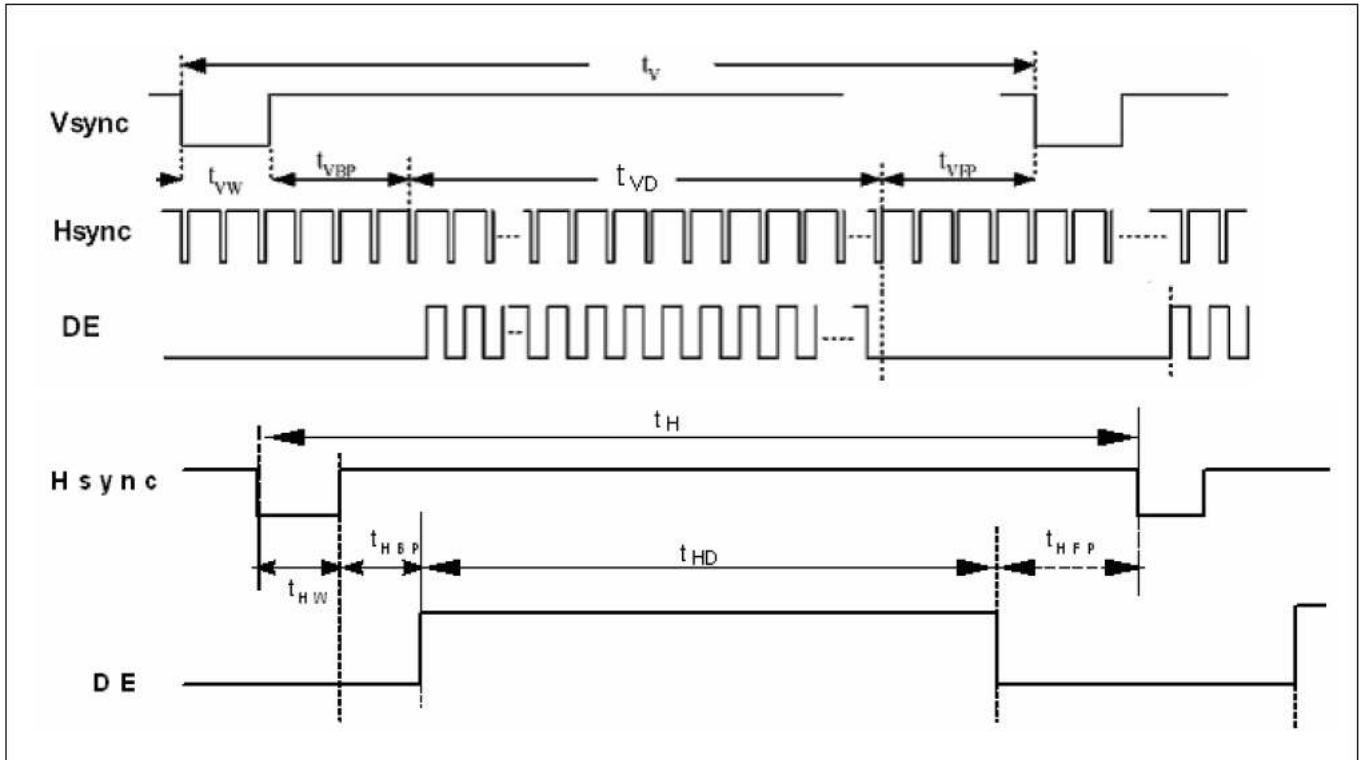 tV
Vsync
tVW tVBP tVD tVFP
Hsync
DE
tH
Hsync
tHBP tHD tHFP
tHW
DE